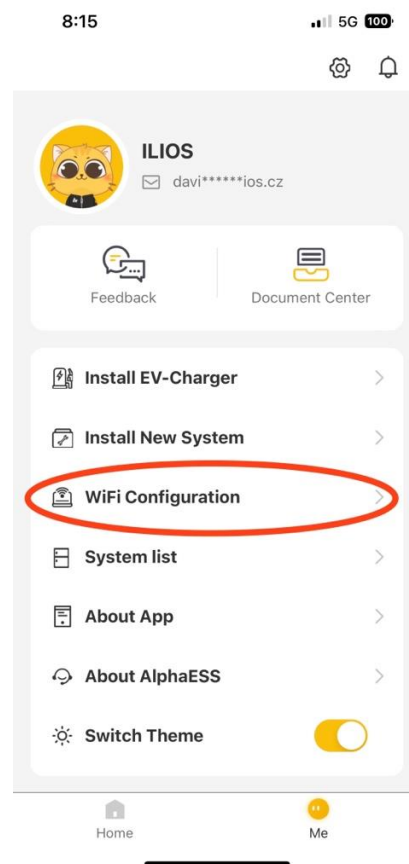 8:15
5G 100
ILIOS
davi******ios.cz
Feedback
Document Center
Install EV-Charger
Install New System
WiFi Configuration
System list
About App
About AlphaESS
Switch Theme
Home
Me